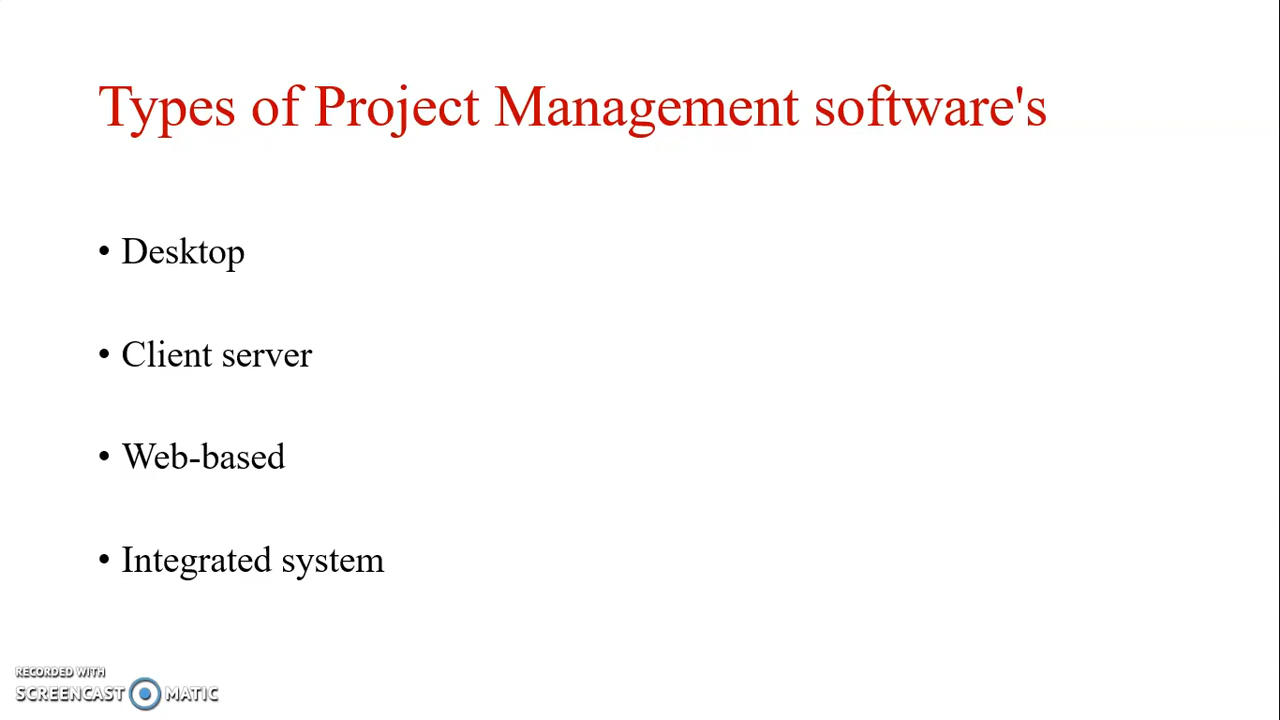 Types of Project Management software's
• Desktop
• Client server
• Web-based
• Integrated system
RECORDED WITH
SCREENCAST MATIC